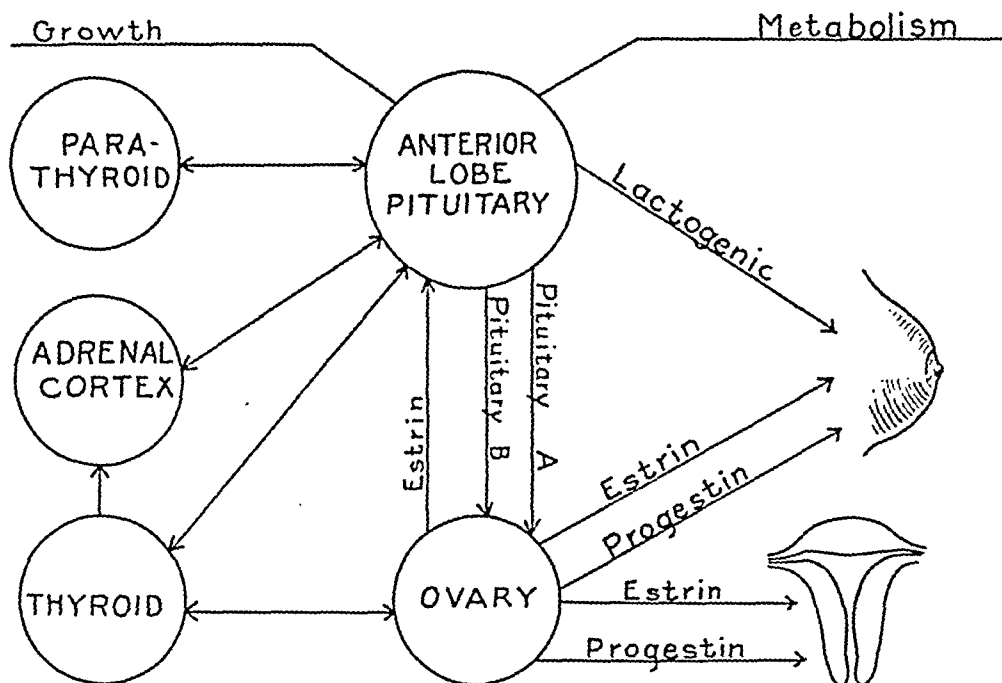 Growth
Metabolism
PARA-
THYROID
ANTERIOR
LOBE
PITUITARY
Lactogenic
ADRENAL
CORTEX
Estrin
Pituitary B
Pituitary A
Estrin
Progestin
THYROID
OVARY
Estrin
Progestin